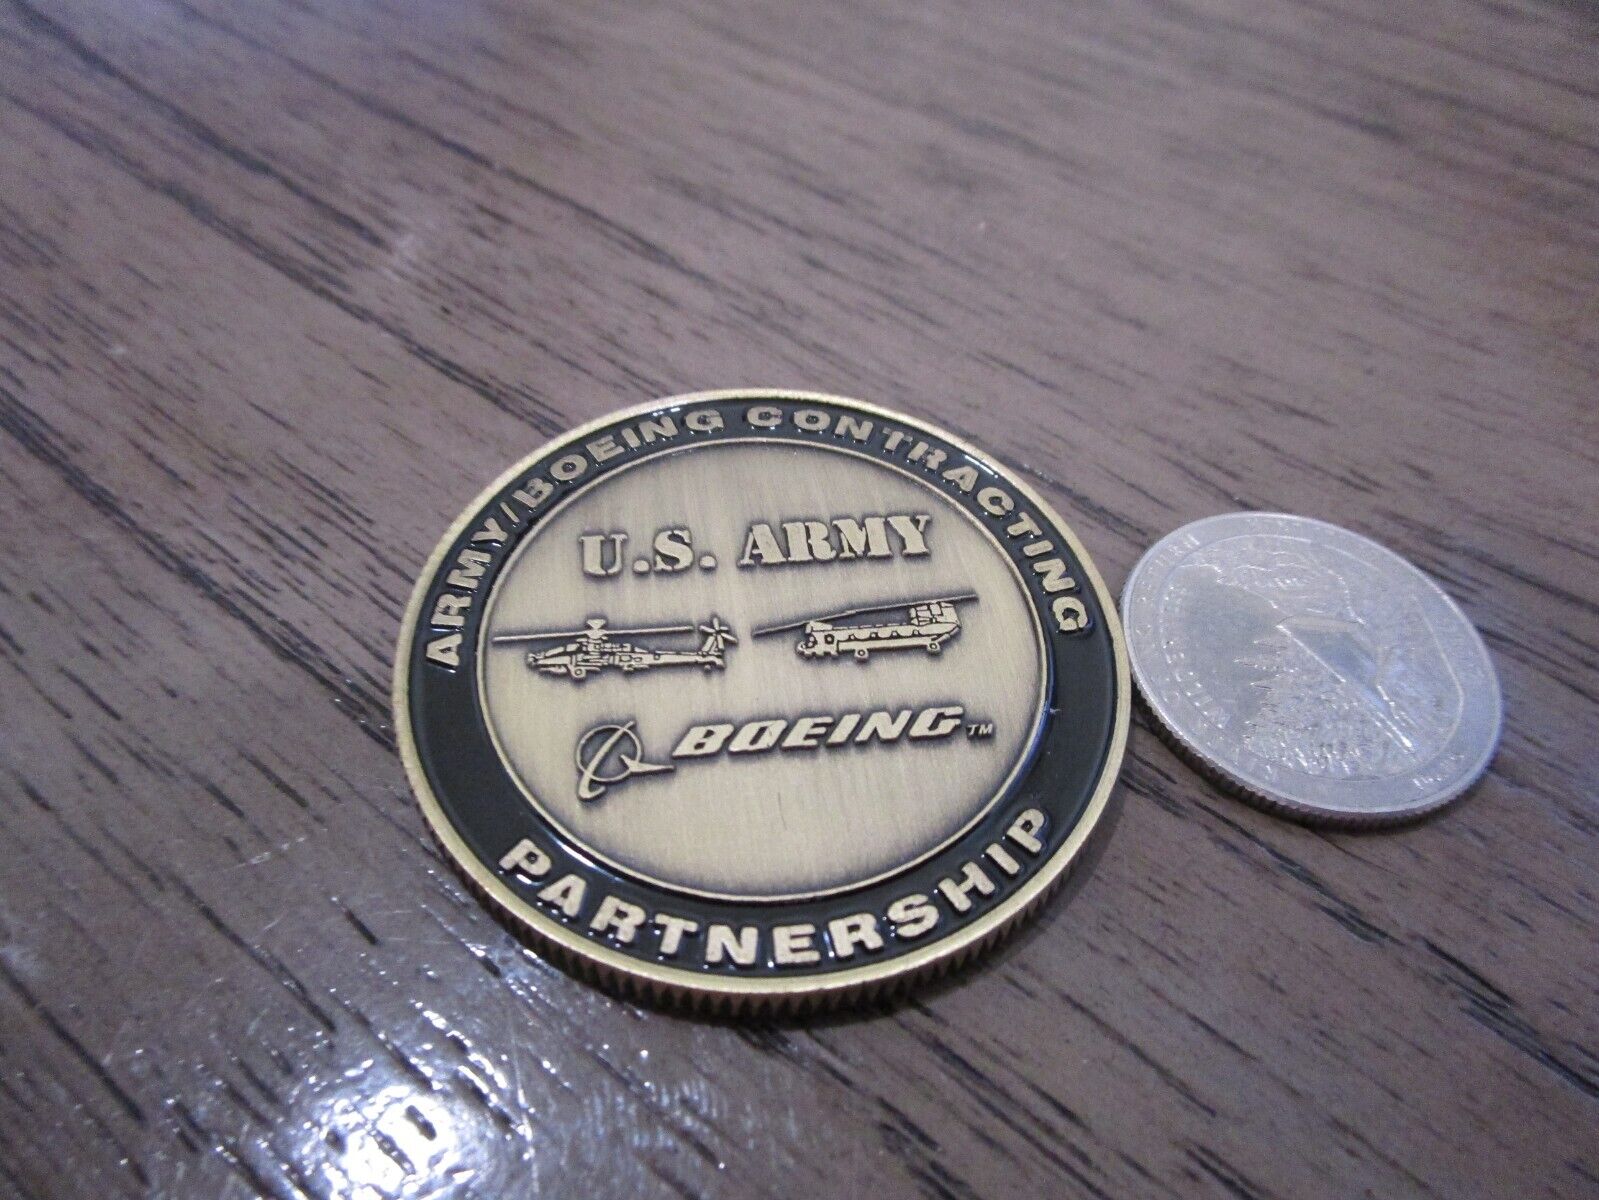 ARMY/BOEING CONTRACTING
U.S. ARMY
BOEING™
PARTNERSHIP